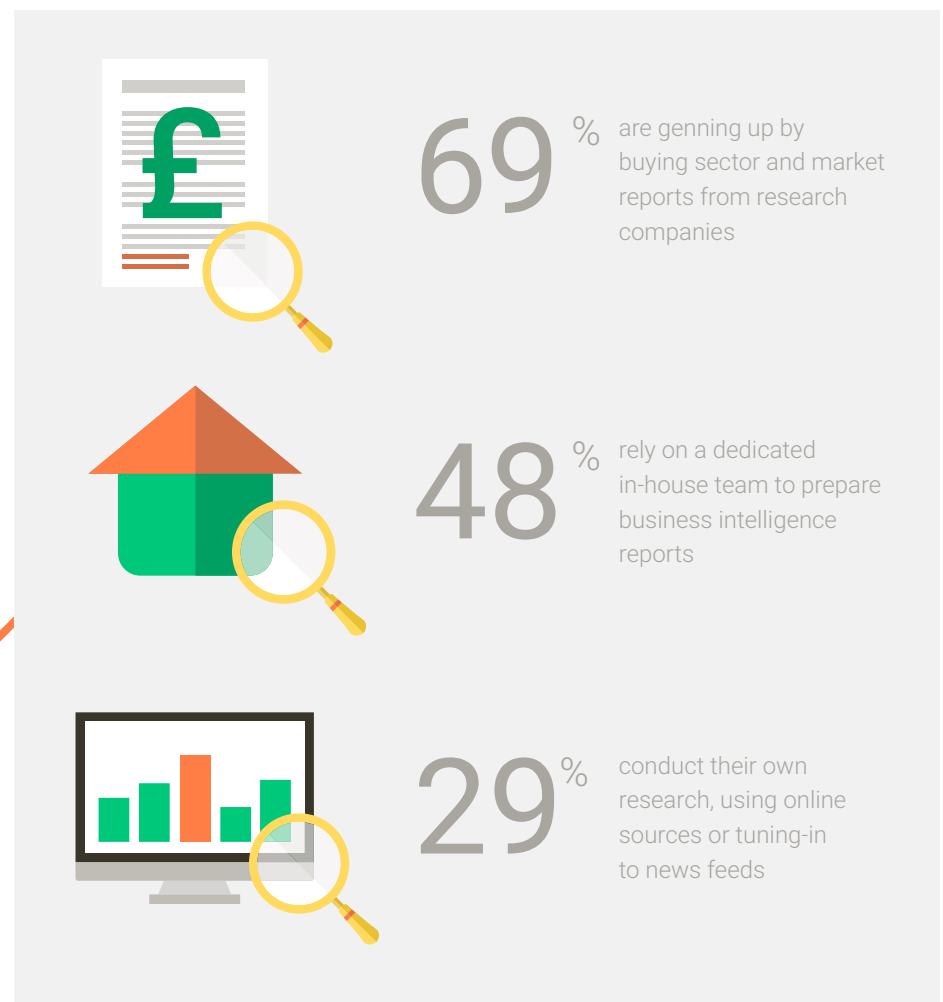 £
69%
are genning up by
buying sector and market
reports from research
companies
48%
rely on a dedicated
in-house team to prepare
business intelligence
reports
29%
conduct their own
research, using online
sources or tuning-in
to news feeds